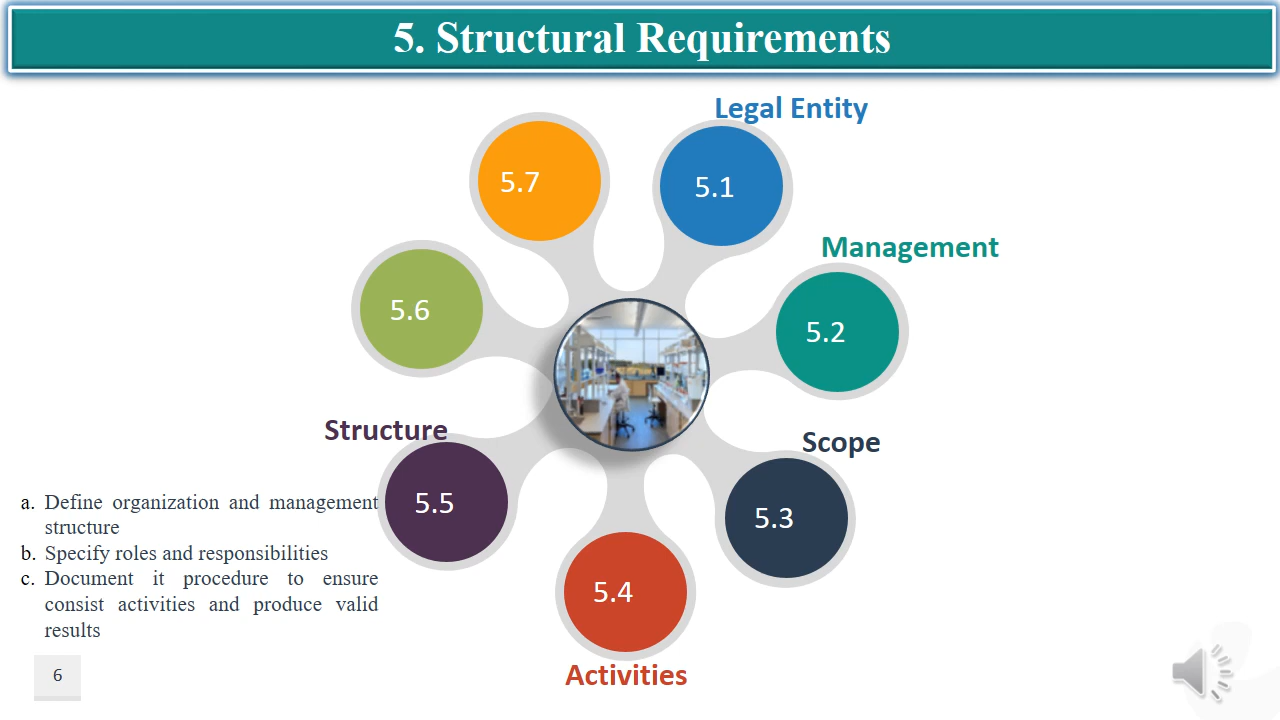 5. Structural Requirements
Legal Entity
5.7
5.1
Management
5.6
5.2
Structure
Scope
5.5
5.3
a. Define organization and management
structure
b. Specify roles and responsibilities
c. Document it procedure to ensure
consist activities and produce valid
results
5.4
Activities
6